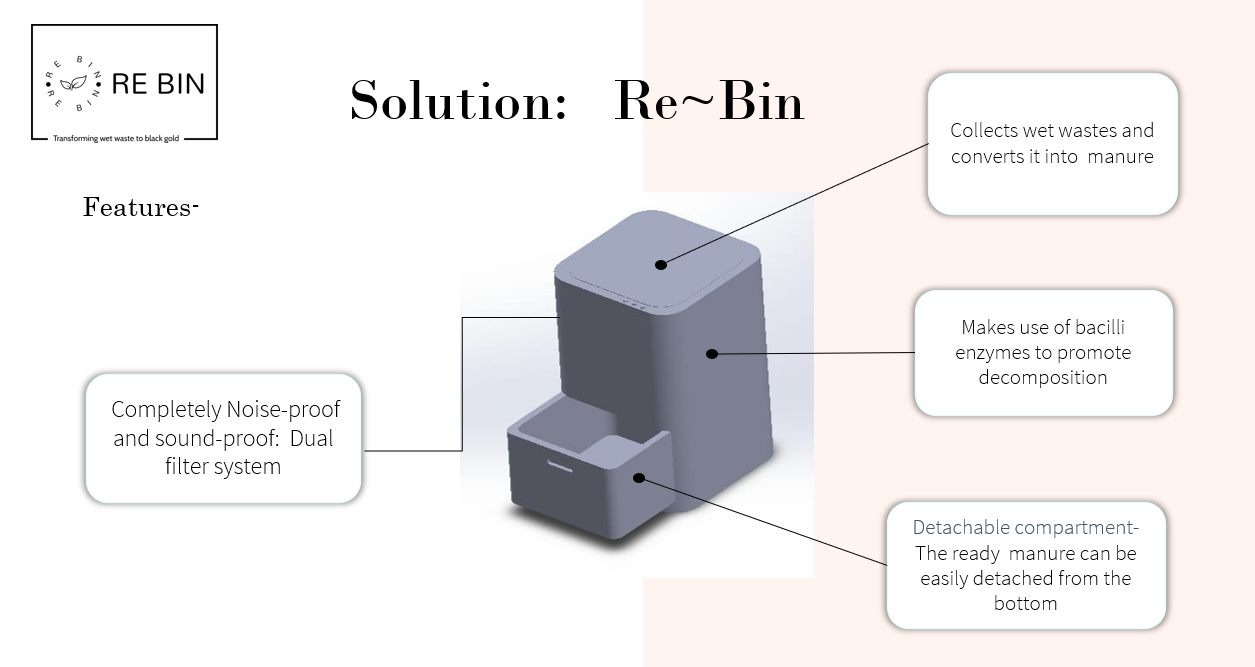 RE BIN
RE BIN
RE BIN
Transforming wet waste to black gold
Solution: Re~Bin
Features-
Collects wet wastes and
converts it into manure
Makes use of bacilli
enzymes to promote
decomposition
Completely Noise-proof
and sound-proof: Dual
filter system
Detachable compartment-
The ready manure can be
easily detached from the
bottom